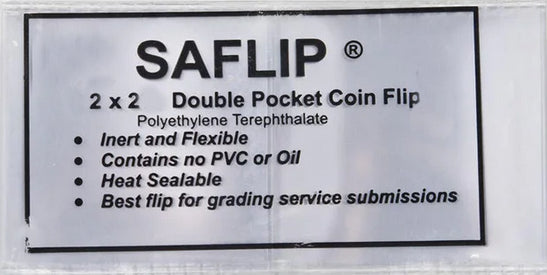 SAFLIP ®
2 x 2 Double Pocket Coin Flip
Polyethylene Terephthalate
• Inert and Flexible
• Contains no PVC or Oil
• Heat Sealable
• Best flip for grading service submissions